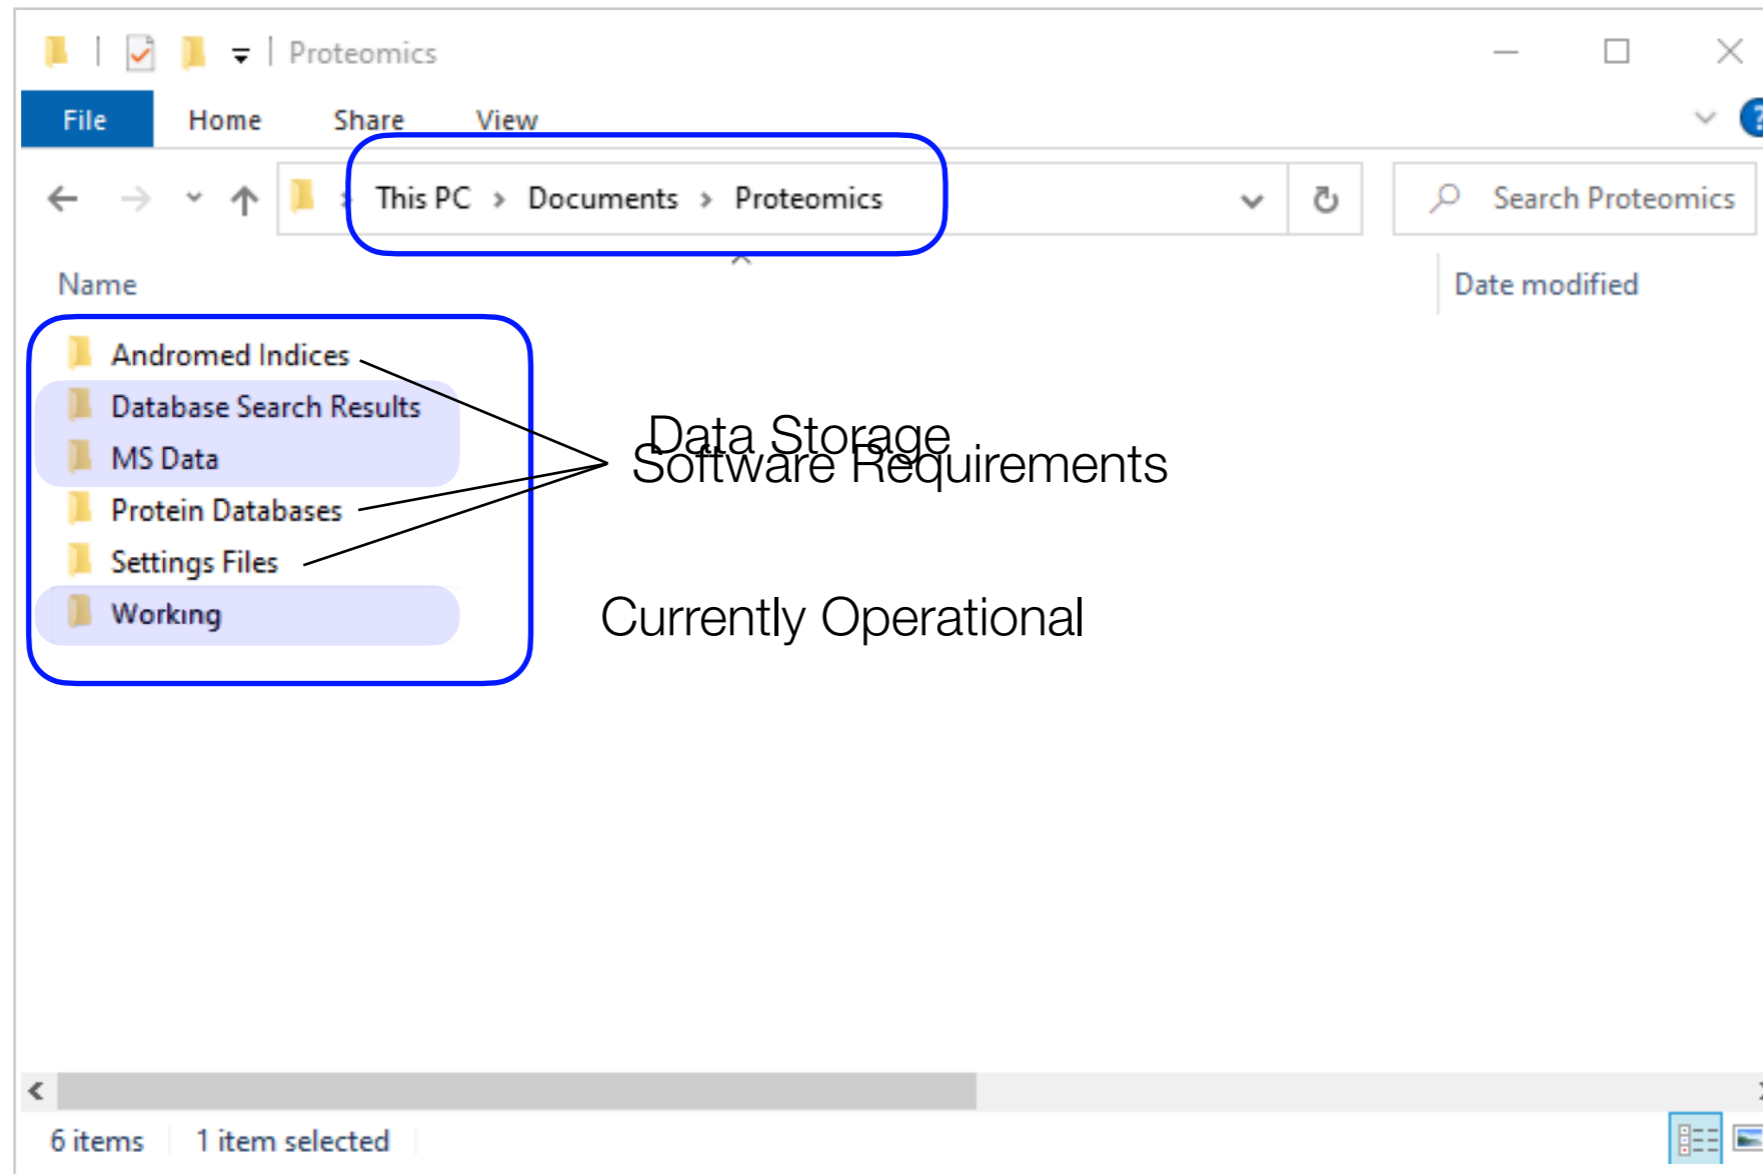 Proteomics
File Home Share View
This PC > Documents > Proteomics
Search Proteomics
Name Date modified
Andromed Indices
Database Search Results
MS Data
Protein Databases
Settings Files
Working
Data Storage
Software Requirements
Currently Operational
6 items 1 item selected